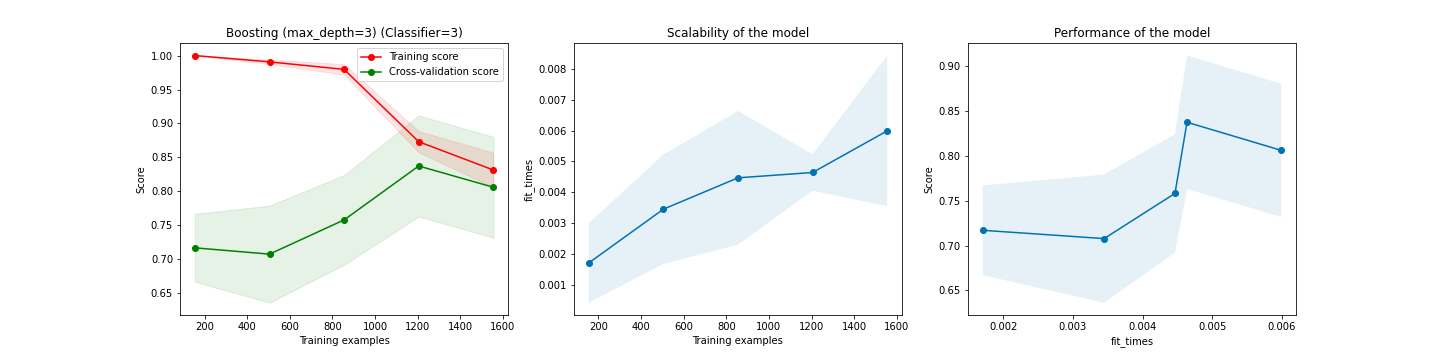 Boosting (max_depth=3) (Classifier=3)
Training score
Cross-validation score
1.00
0.95
0.90
0.85
0.80
0.75
0.70
0.65
Score
200 400 600 800 1000 1200 1400 1600
Training examples
Scalability of the model
0.008
0.007
0.006
0.005
0.004
0.003
0.002
0.001
fit_times
200 400 600 800 1000 1200 1400 1600
Training examples
Performance of the model
0.90
0.85
0.80
0.75
0.70
0.65
Score
0.002 0.003 0.004 0.005 0.006
fit_times